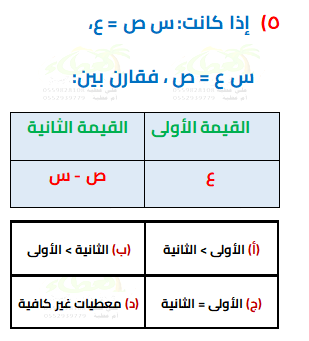 ٥) إذا كانت: س ص = ع،
س ع = ص ، فقارن بين:
القيمة الأولى القيمة الثانية
ع ص - س
(أ) الأولى > الثانية (ب) الثانية > الأولى
(ج) الأولى = الثانية (د) معطيات غير كافية